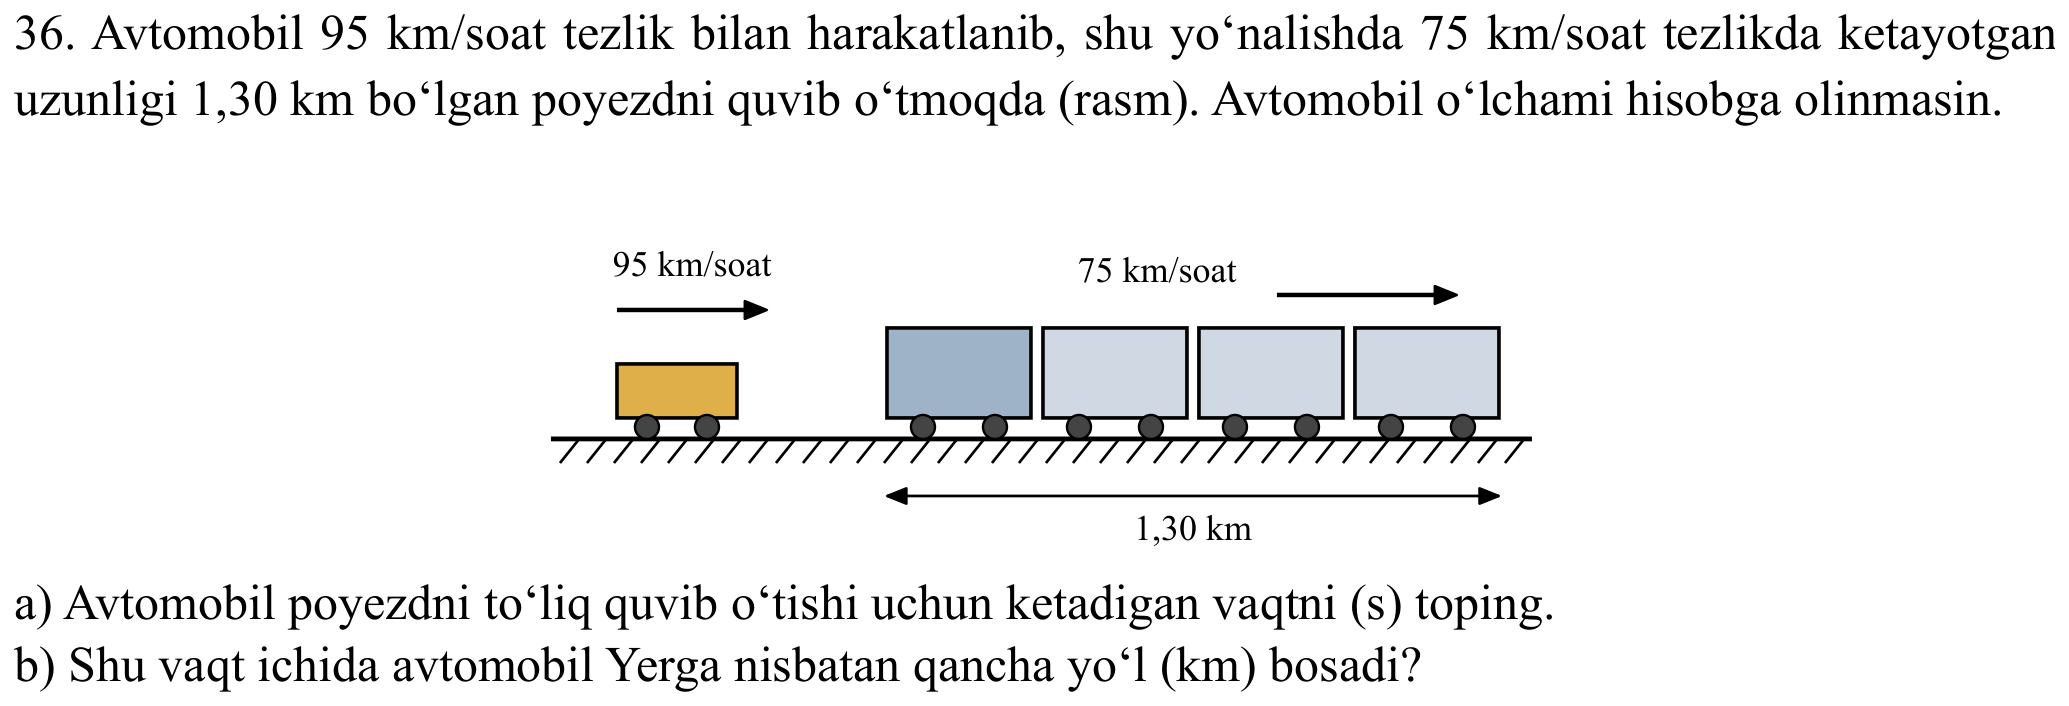 36. Avtomobil 95 km/soat tezlik bilan harakatlanib, shu yo‘nalishda 75 km/soat tezlikda ketayotgan
uzunligi 1,30 km bo‘lgan poyezdni quvib o‘tmoqda (rasm). Avtomobil o‘lchami hisobga olinmasin.
95 km/soat
75 km/soat
1,30 km
a) Avtomobil poyezdni to‘liq quvib o‘tishi uchun ketadigan vaqtni (s) toping.
b) Shu vaqt ichida avtomobil Yerga nisbatan qancha yo‘l (km) bosadi?